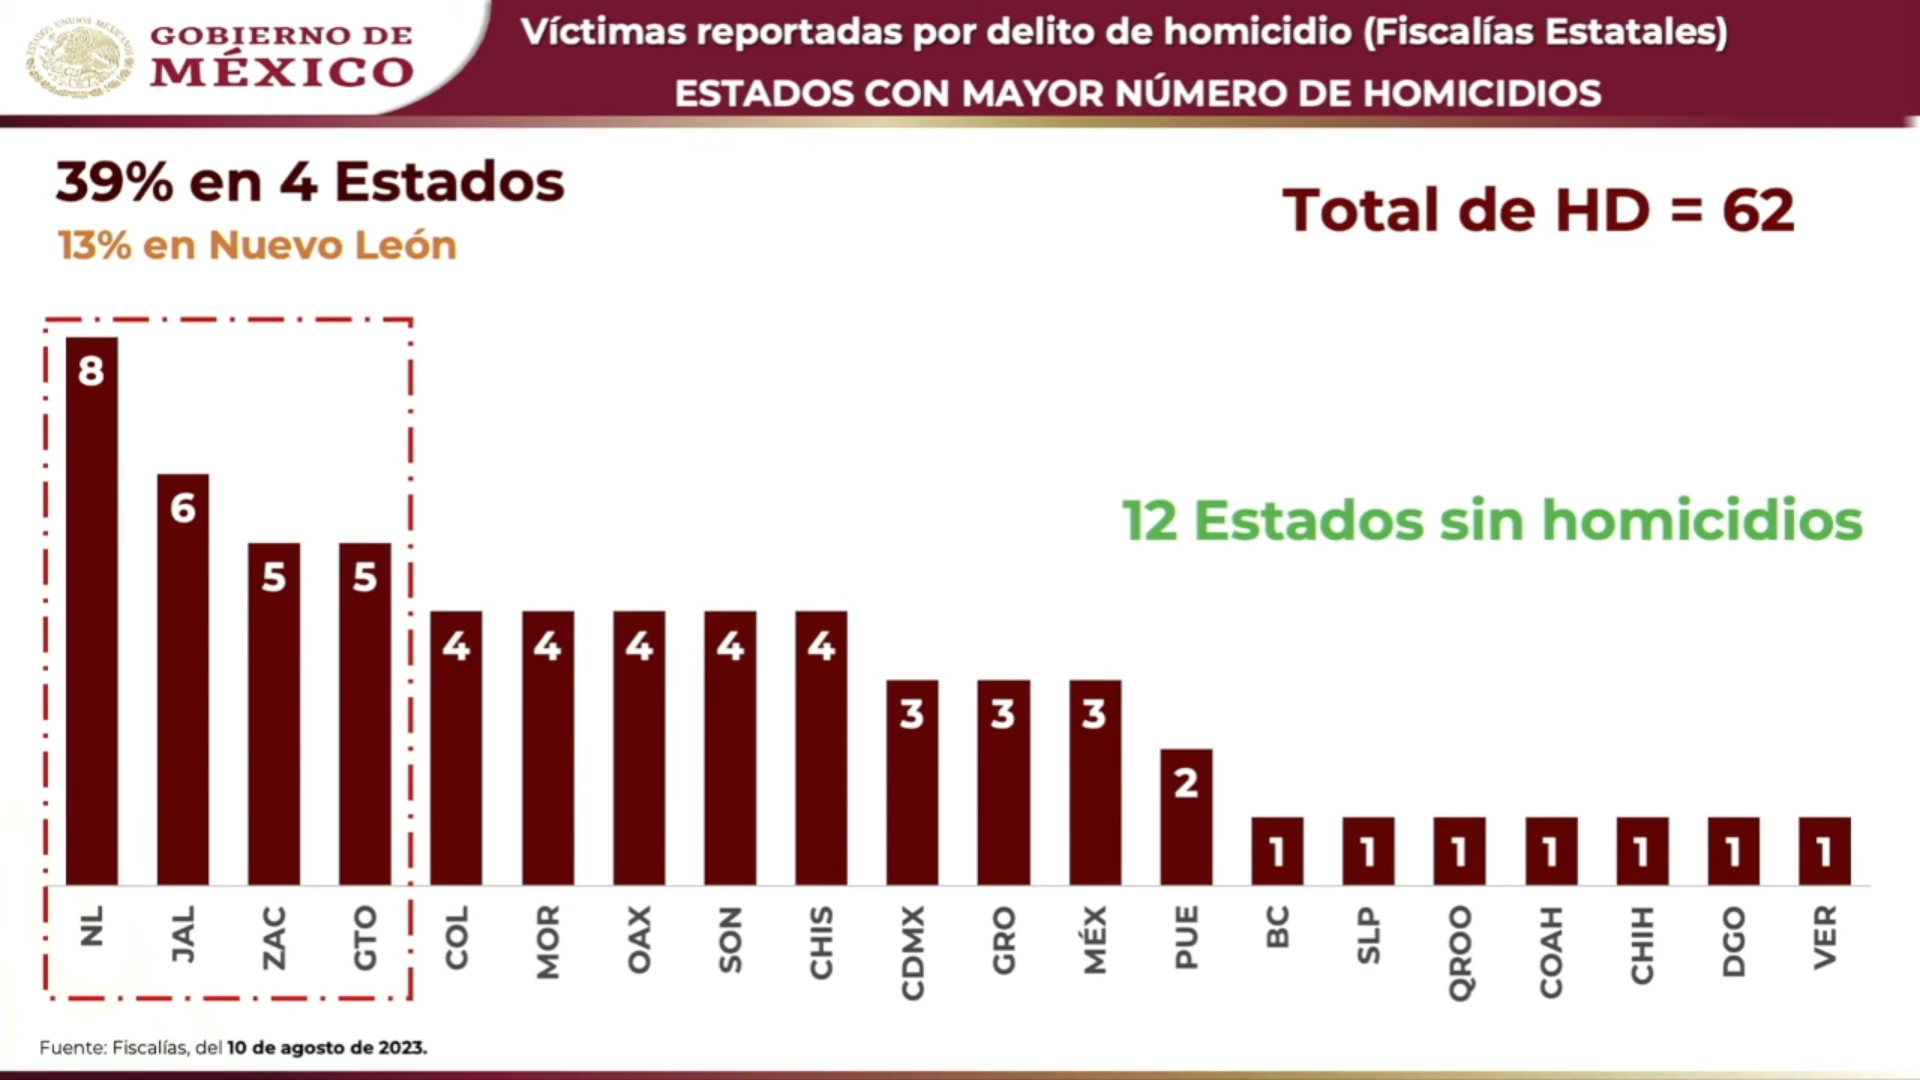 GOBIERNO DE
MÉXICO
Víctimas reportadas por delito de homicidio (Fiscalías Estatales)
ESTADOS CON MAYOR NÚMERO DE HOMICIDIOS
39% en 4 Estados
13% en Nuevo León
Total de HD = 62
12 Estados sin homicidios
8
6
5
5
4
4
4
4
4
3
3
3
2
1
1
1
1
1
1
1
NL
JAL
ZAC
GTO
COL
MOR
OAX
SON
CHIS
CDMX
GRO
MÉX
PUE
BC
SLP
QROO
COAH
CHIH
DGO
VER
Fuente: Fiscalías, del 10 de agosto de 2023.